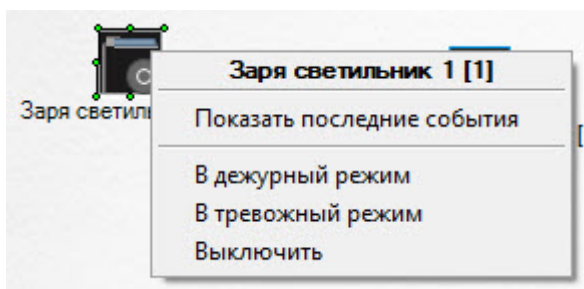 Заря светильник 1 [1]
Заря светил
Показать последние события
[
В дежурный режим
В тревожный режим
Выключить